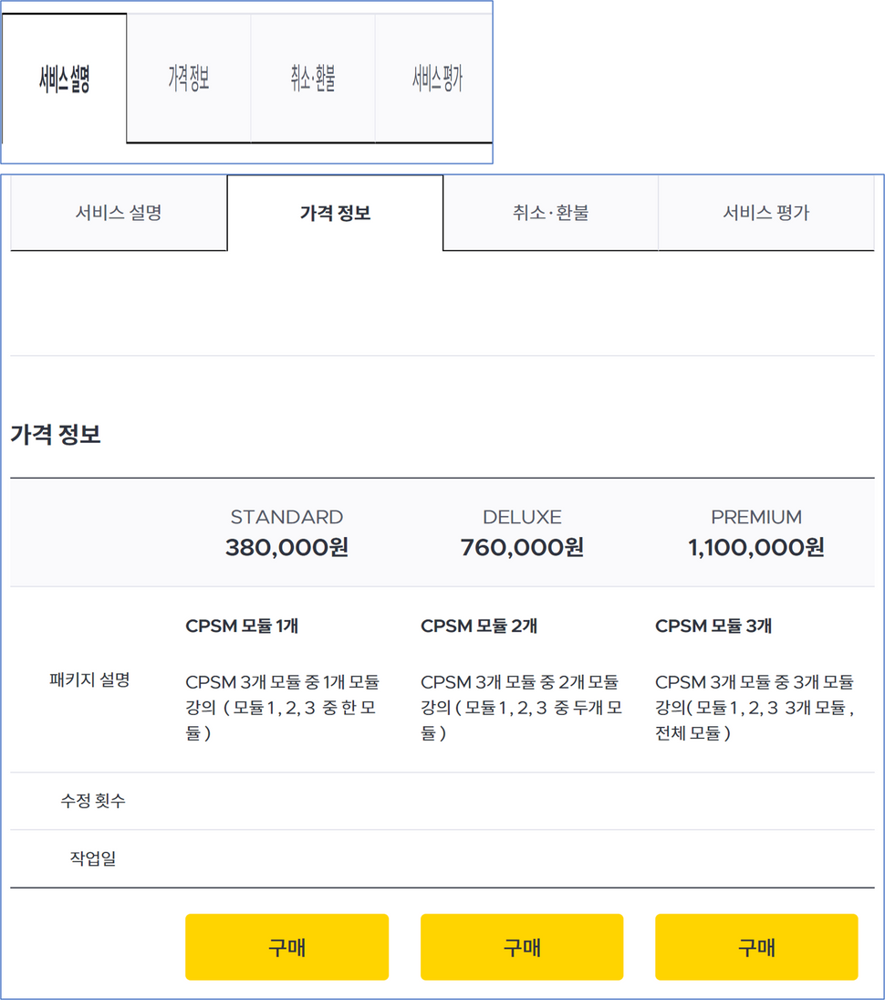 서비스 설명 가격 정보 취소·환불 서비스 평가
서비스 설명 가격 정보 취소·환불 서비스 평가
가격 정보
STANDARD DELUXE PREMIUM
380,000원 760,000원 1,100,000원
CPSM 모듈 1개 CPSM 모듈 2개 CPSM 모듈 3개
패키지 설명
CPSM 3개 모듈 중 1개 모듈
강의 ( 모듈 1 , 2, 3 중 한 모
듈 )
CPSM 3개 모듈 중 2개 모듈
강의 ( 모듈 1 , 2, 3 중 두개 모
듈 )
CPSM 3개 모듈 중 3개 모듈
강의( 모듈 1 , 2, 3 3개 모듈 ,
전체 모듈 )
수정 횟수
작업일
구매 구매 구매